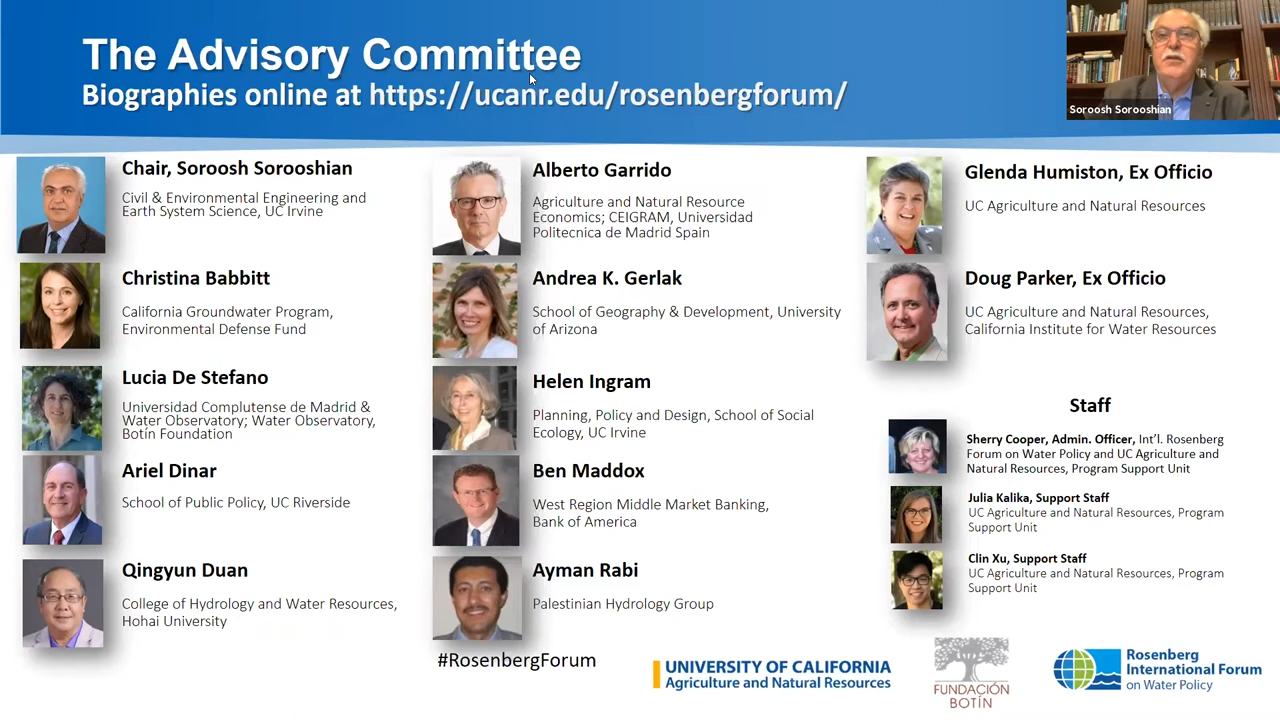 The Advisory Committee
Biographies online at https://ucanr.edu/rosenbergforum/
Soroosh Sorooshian
Chair, Soroosh Sorooshian
Civil & Environmental Engineering and
Earth System Science, UC Irvine
Christina Babbitt
California Groundwater Program,
Environmental Defense Fund
Lucia De Stefano
Universidad Complutense de Madrid &
Water Observatory; Water Observatory,
Botín Foundation
Ariel Dinar
School of Public Policy, UC Riverside
Qingyun Duan
College of Hydrology and Water Resources,
Hohai University
Alberto Garrido
Agriculture and Natural Resource
Economics; CEIGRAM, Universidad
Politecnica de Madrid Spain
Andrea K. Gerlak
School of Geography & Development, University
of Arizona
Helen Ingram
Planning, Policy and Design, School of Social
Ecology, UC Irvine
Ben Maddox
West Region Middle Market Banking,
Bank of America
Ayman Rabi
Palestinian Hydrology Group
Glenda Humiston, Ex Officio
UC Agriculture and Natural Resources
Doug Parker, Ex Officio
UC Agriculture and Natural Resources,
California Institute for Water Resources
Staff
Sherry Cooper, Admin. Officer, Int’l. Rosenberg
Forum on Water Policy and UC Agriculture and
Natural Resources, Program Support Unit
Julia Kalika, Support Staff
UC Agriculture and Natural Resources, Program
Support Unit
Clin Xu, Support Staff
UC Agriculture and Natural Resources, Program
Support Unit
#RosenbergForum
UNIVERSITY OF CALIFORNIA
Agriculture and Natural Resources
FUNDACIÓN
BOTÍN
Rosenberg
International Forum
on Water Policy